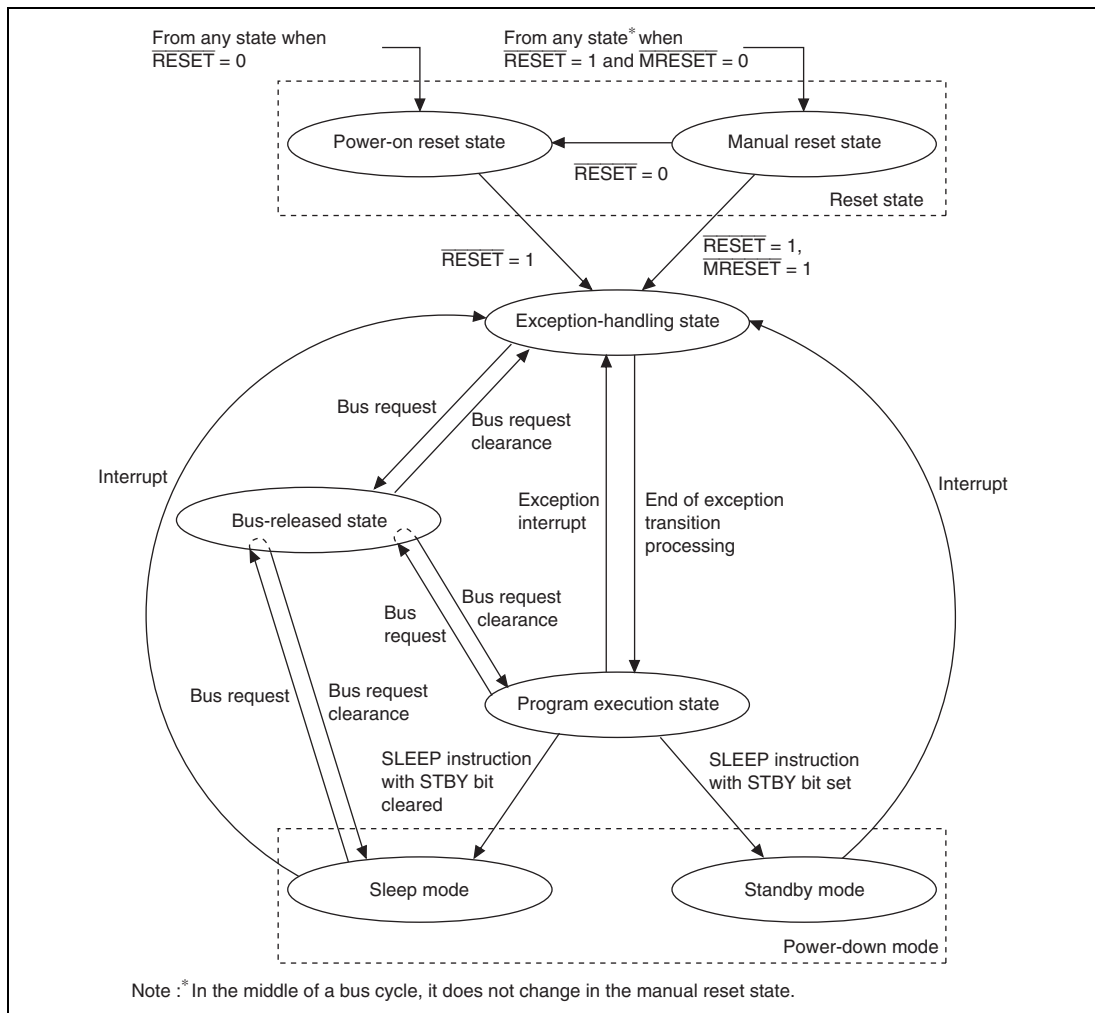 From any state when
RESET = 0
From any state* when
RESET = 1 and MRESET = 0
Power-on reset state
Manual reset state
RESET = 0
Reset state
RESET = 1
RESET = 1,
MRESET = 1
Exception-handling state
Bus request
Bus request
clearance
Interrupt
Interrupt
Exception
interrupt
End of exception
transition
processing
Bus-released state
Bus
request
Bus request
clearance
Bus request
Bus request
clearance
Program execution state
SLEEP instruction
with STBY bit
cleared
SLEEP instruction
with STBY bit set
Sleep mode
Standby mode
Power-down mode
Note :* In the middle of a bus cycle, it does not change in the manual reset state.